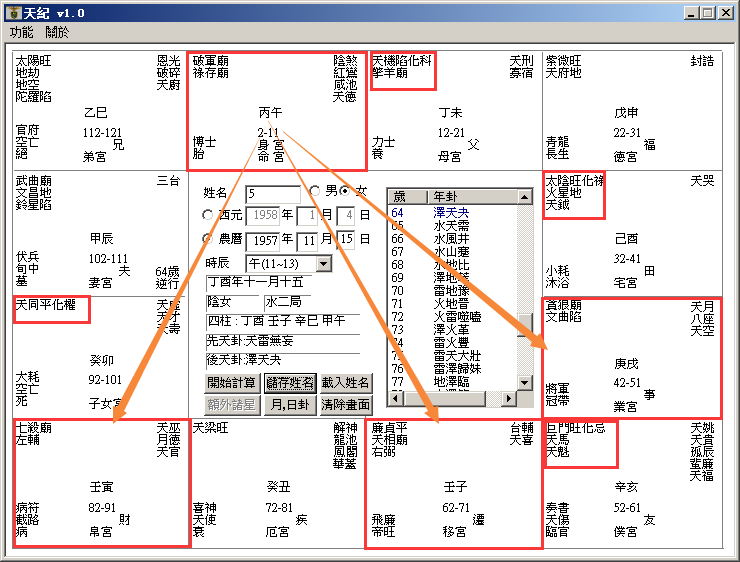 天紀 v1.0
功能 關於
太陽旺 恩光
地劫 破碎
地空 天廚
陀羅陷
乙巳
官府 112-121
空亡 兄
絕 弟宮
破軍廟 陰煞
祿存廟 紅鸞
咸池
天德
丙午
2-11
博士 身宮
胎 命宮
天機陷化科 天刑
擎羊廟 寡宿
丁未
12-21
力士 父
養 母宮
紫微旺 封誥
天府地
戊申
22-31
青龍 福
長生 德宮
武曲廟 三台
文昌地
鈴星陷
甲辰
伏兵 102-111
旬中 夫 64歲
墓 妻宮 逆行
姓名 5 男 女
西元 1958 年 1 月 4 日
農曆 1957 年 11 月 15 日
時辰 午(11~13)
丁酉年十一月十五
陰女 水二局
四柱 : 丁酉 壬子 辛巳 甲午
先天卦:天雷無妄
後天卦:澤天夬
開始計算 儲存姓名 載入姓名
額外諸星 月,日卦 清除畫面
歲 年卦
64 澤天夬
65 水天需
66 水風井
67 水山蹇
68 水地比
69 澤地萃
70 雷地豫
71 火地晉
72 火雷噬嗑
73 澤火革
74 雷火豐
75 雷天大壯
76 雷澤歸妹
77 地澤臨
太陰旺化祿 天哭
火星地
天鉞
己酉
小耗 32-41
沐浴 田
宅宮
天同平化權 天座
天才
天壽
癸卯
大耗 92-101
空亡
死 子女宮
貪狼廟 天月
文曲陷 八座
天空
庚戌
將軍 42-51
冠帶 事
業宮
七殺廟 天巫
左輔 月德
天官
壬寅
病符 82-91
截路 財
病 帛宮
天梁旺 解神
龍池
鳳閣
華蓋
癸丑
喜神 72-81
天使 疾
衰 厄宮
廉貞平 台輔
天相廟 天喜
右弼
壬子
62-71
飛廉 遷
帝旺 移宮
巨門旺化忌 天姚
天馬 天貴
天魁 孤辰
蜚廉
天福
辛亥
奏書 52-61
天傷 友
臨官 僕宮